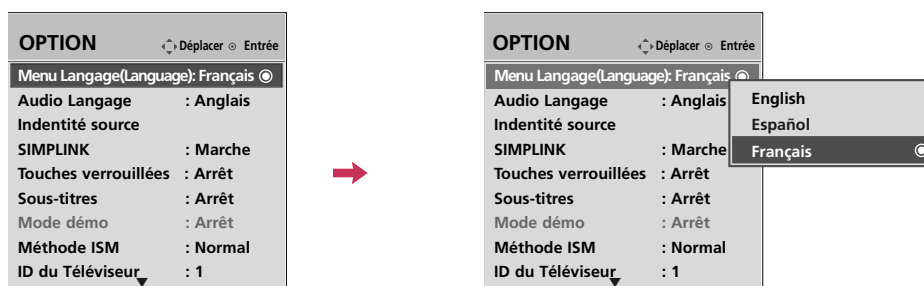 OPTION Déplacer Entrée
Menu Langage(Language): Français
Audio Langage : Anglais
Indentité source
SIMPLINK : Marche
Touches verrouillées : Arrêt
Sous-titres : Arrêt
Mode démo : Arrêt
Méthode ISM : Normal
ID du Téléviseur : 1
OPTION Déplacer Entrée
Menu Langage(Language): Français
Audio Langage : Anglais
Indentité source
SIMPLINK : Marche
Touches verrouillées : Arrêt
Sous-titres : Arrêt
Mode démo : Arrêt
Méthode ISM : Normal
ID du Téléviseur : 1
English
Español
Français